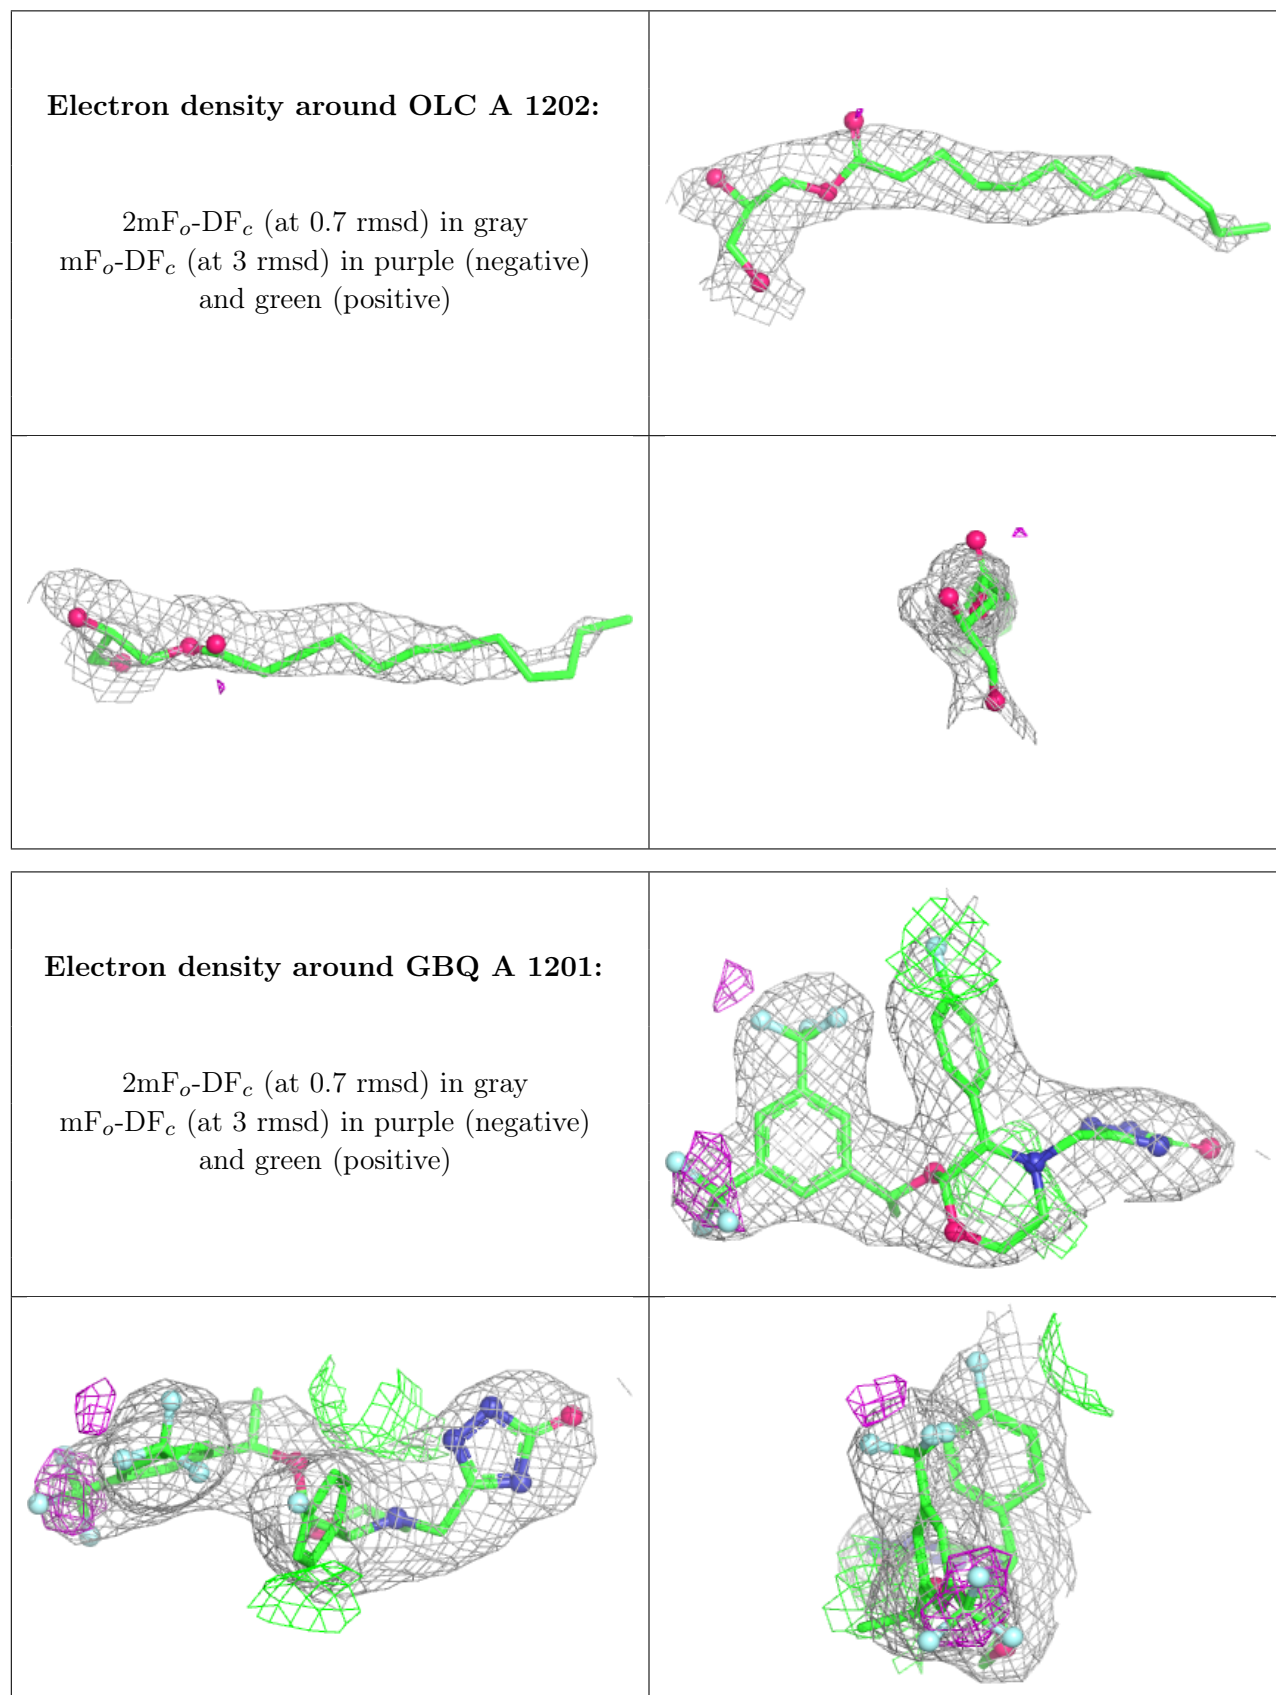 Electron density around OLC A 1202:
2mFo-DFc (at 0.7 rmsd) in gray
mFo-DFc (at 3 rmsd) in purple (negative)
and green (positive)
Electron density around GBQ A 1201:
2mFo-DFc (at 0.7 rmsd) in gray
mFo-DFc (at 3 rmsd) in purple (negative)
and green (positive)